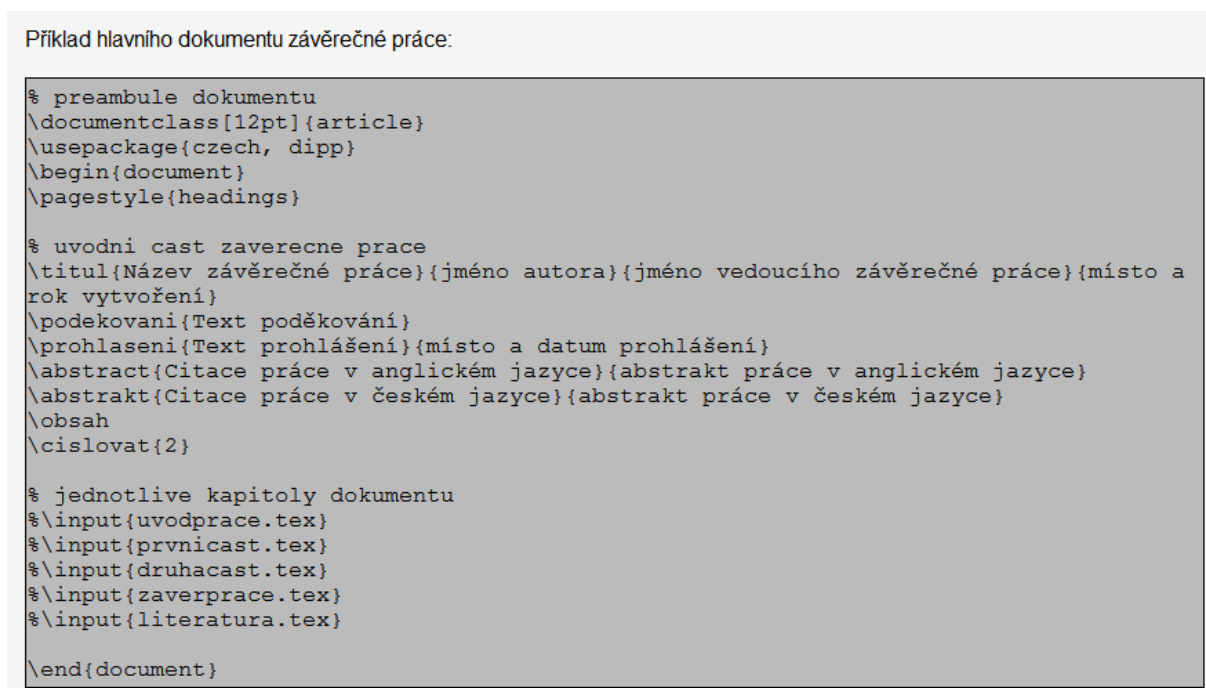 Příklad hlavního dokumentu závěrečné práce:
% preambule dokumentu
\documentclass[12pt]{article}
\usepackage{czech, dipp}
\begin{document}
\pagestyle{headings}
% uvodni cast zaverecne prace
\titul{Název závěrečné práce}{jméno autora}{jméno vedoucího závěrečné práce}{místo a
rok vytvoření}
\podekovani{Text poděkování}
\prohlaseni{Text prohlášení}{místo a datum prohlášení}
\abstract{Citace práce v anglickém jazyce}{abstrakt práce v anglickém jazyce}
\abstrakt{Citace práce v českém jazyce}{abstrakt práce v českém jazyce}
\obsah
\cislovat{2}
% jednotlive kapitoly dokumentu
%\input{uvodprace.tex}
%\input{prvnicast.tex}
%\input{druhacast.tex}
%\input{zaverprace.tex}
%\input{literatura.tex}
\end{document}